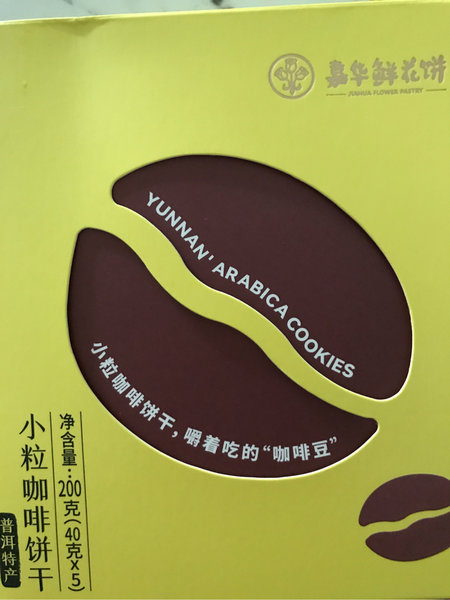 嘉华鲜花饼
JIAHUA FLOWER PASTRY
YUNNAN' ARABICA COOKIES
小粒咖啡饼干，嚼着吃的“咖啡豆”
净含量：200克(40克×5)
小粒咖啡饼干
普洱特产